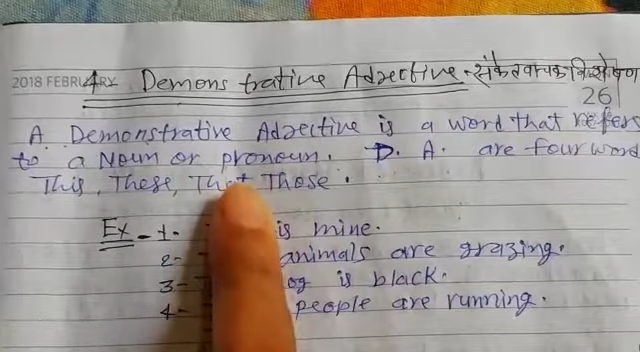 2018 FEBRUARY
4 Demonstrative Adjective - संकेतवाचक विशेषण
26
A Demonstrative Adjective is a word that refers
to a Noun or pronoun. D. A. are four word
This, These, That Those.
Ex - 1- is mine.
2- animals are grazing.
3- is black.
4- people are running.